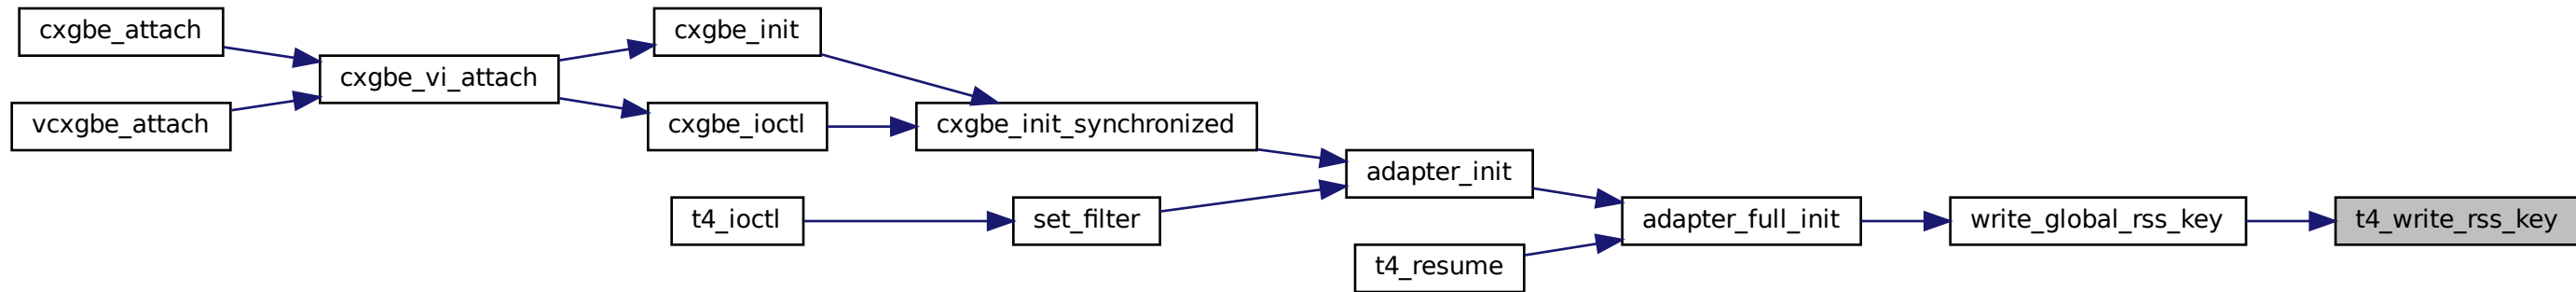 cxgbe_attach
cxgbe_init
cxgbe_vi_attach
vcxgbe_attach
cxgbe_ioctl
cxgbe_init_synchronized
adapter_init
t4_ioctl
set_filter
adapter_full_init
write_global_rss_key
t4_write_rss_key
t4_resume